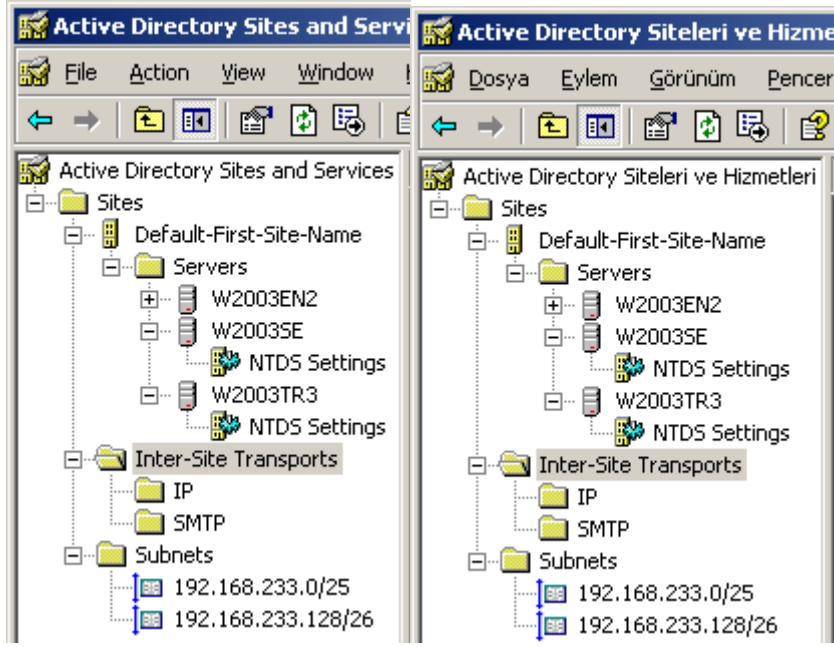 Active Directory Sites and Servi
File Action View Window
Active Directory Sites and Services
Sites
Default-First-Site-Name
Servers
W2003EN2
W2003SE
NTDS Settings
W2003TR3
NTDS Settings
Inter-Site Transports
IP
SMTP
Subnets
192.168.233.0/25
192.168.233.128/26
Active Directory Siteleri ve Hizme
Dosya Eylem Görünüm Pencer
Active Directory Siteleri ve Hizmetleri
Sites
Default-First-Site-Name
Servers
W2003EN2
W2003SE
NTDS Settings
W2003TR3
NTDS Settings
Inter-Site Transports
IP
SMTP
Subnets
192.168.233.0/25
192.168.233.128/26